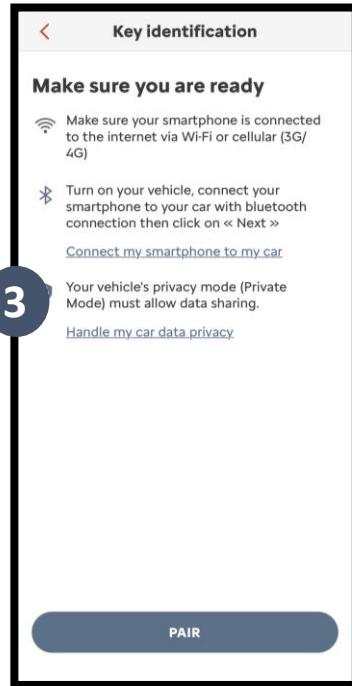 Key identification
Make sure you are ready
Make sure your smartphone is connected
to the internet via Wi-Fi or cellular (3G/
4G)
Turn on your vehicle, connect your
smartphone to your car with bluetooth
connection then click on « Next »
Connect my smartphone to my car
3
Your vehicle's privacy mode (Private
Mode) must allow data sharing.
Handle my car data privacy
PAIR